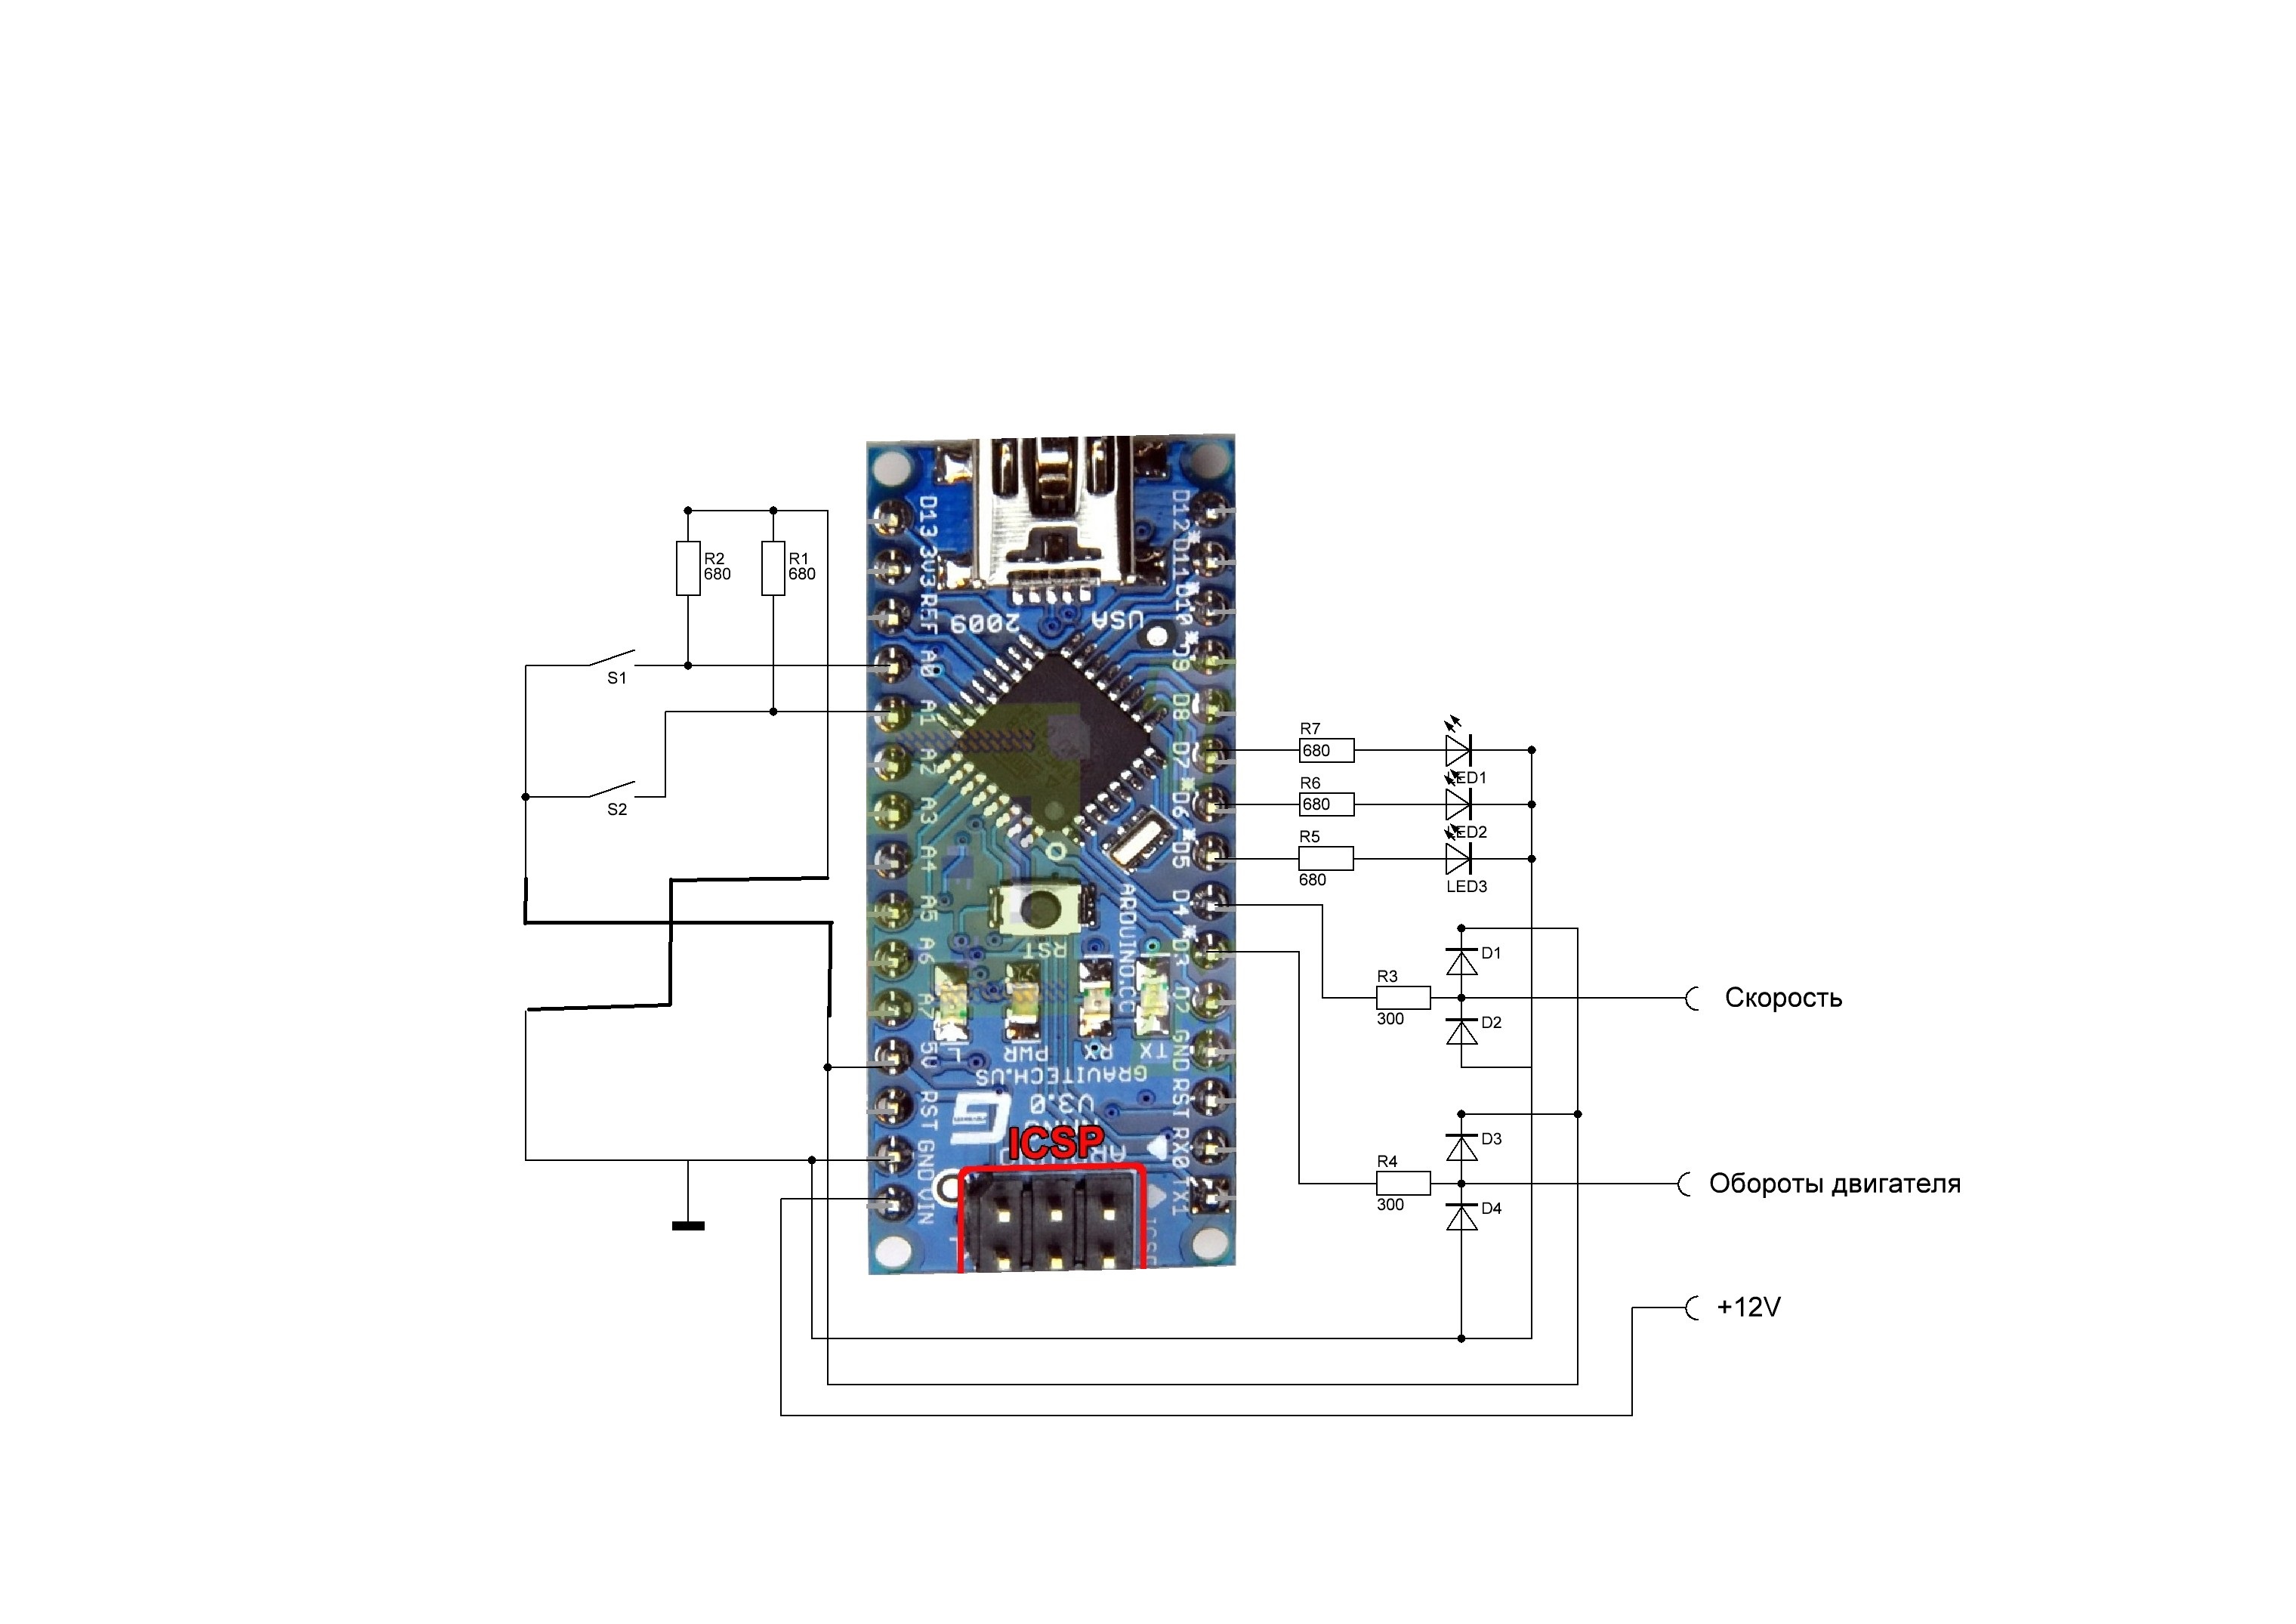 D13
3V3
REF
A0
A1
A2
A3
A4
A5
A6
A7
5V
RST
GND
VIN
D12
D11
D10
D9
D8
D7
D6
D5
D4
D3
D2
GND
RST
RX0
TX1
2009
USA
RST
ARDUINO.CC
L
PWR
RX
TX
GRAVITECH.US
V3.0
ICSP
R2
680
R1
680
S1
S2
R7
680
LED1
R6
680
LED2
R5
680
LED3
D1
R3
300
D2
Скорость
D3
R4
300
D4
Обороты двигателя
+12V